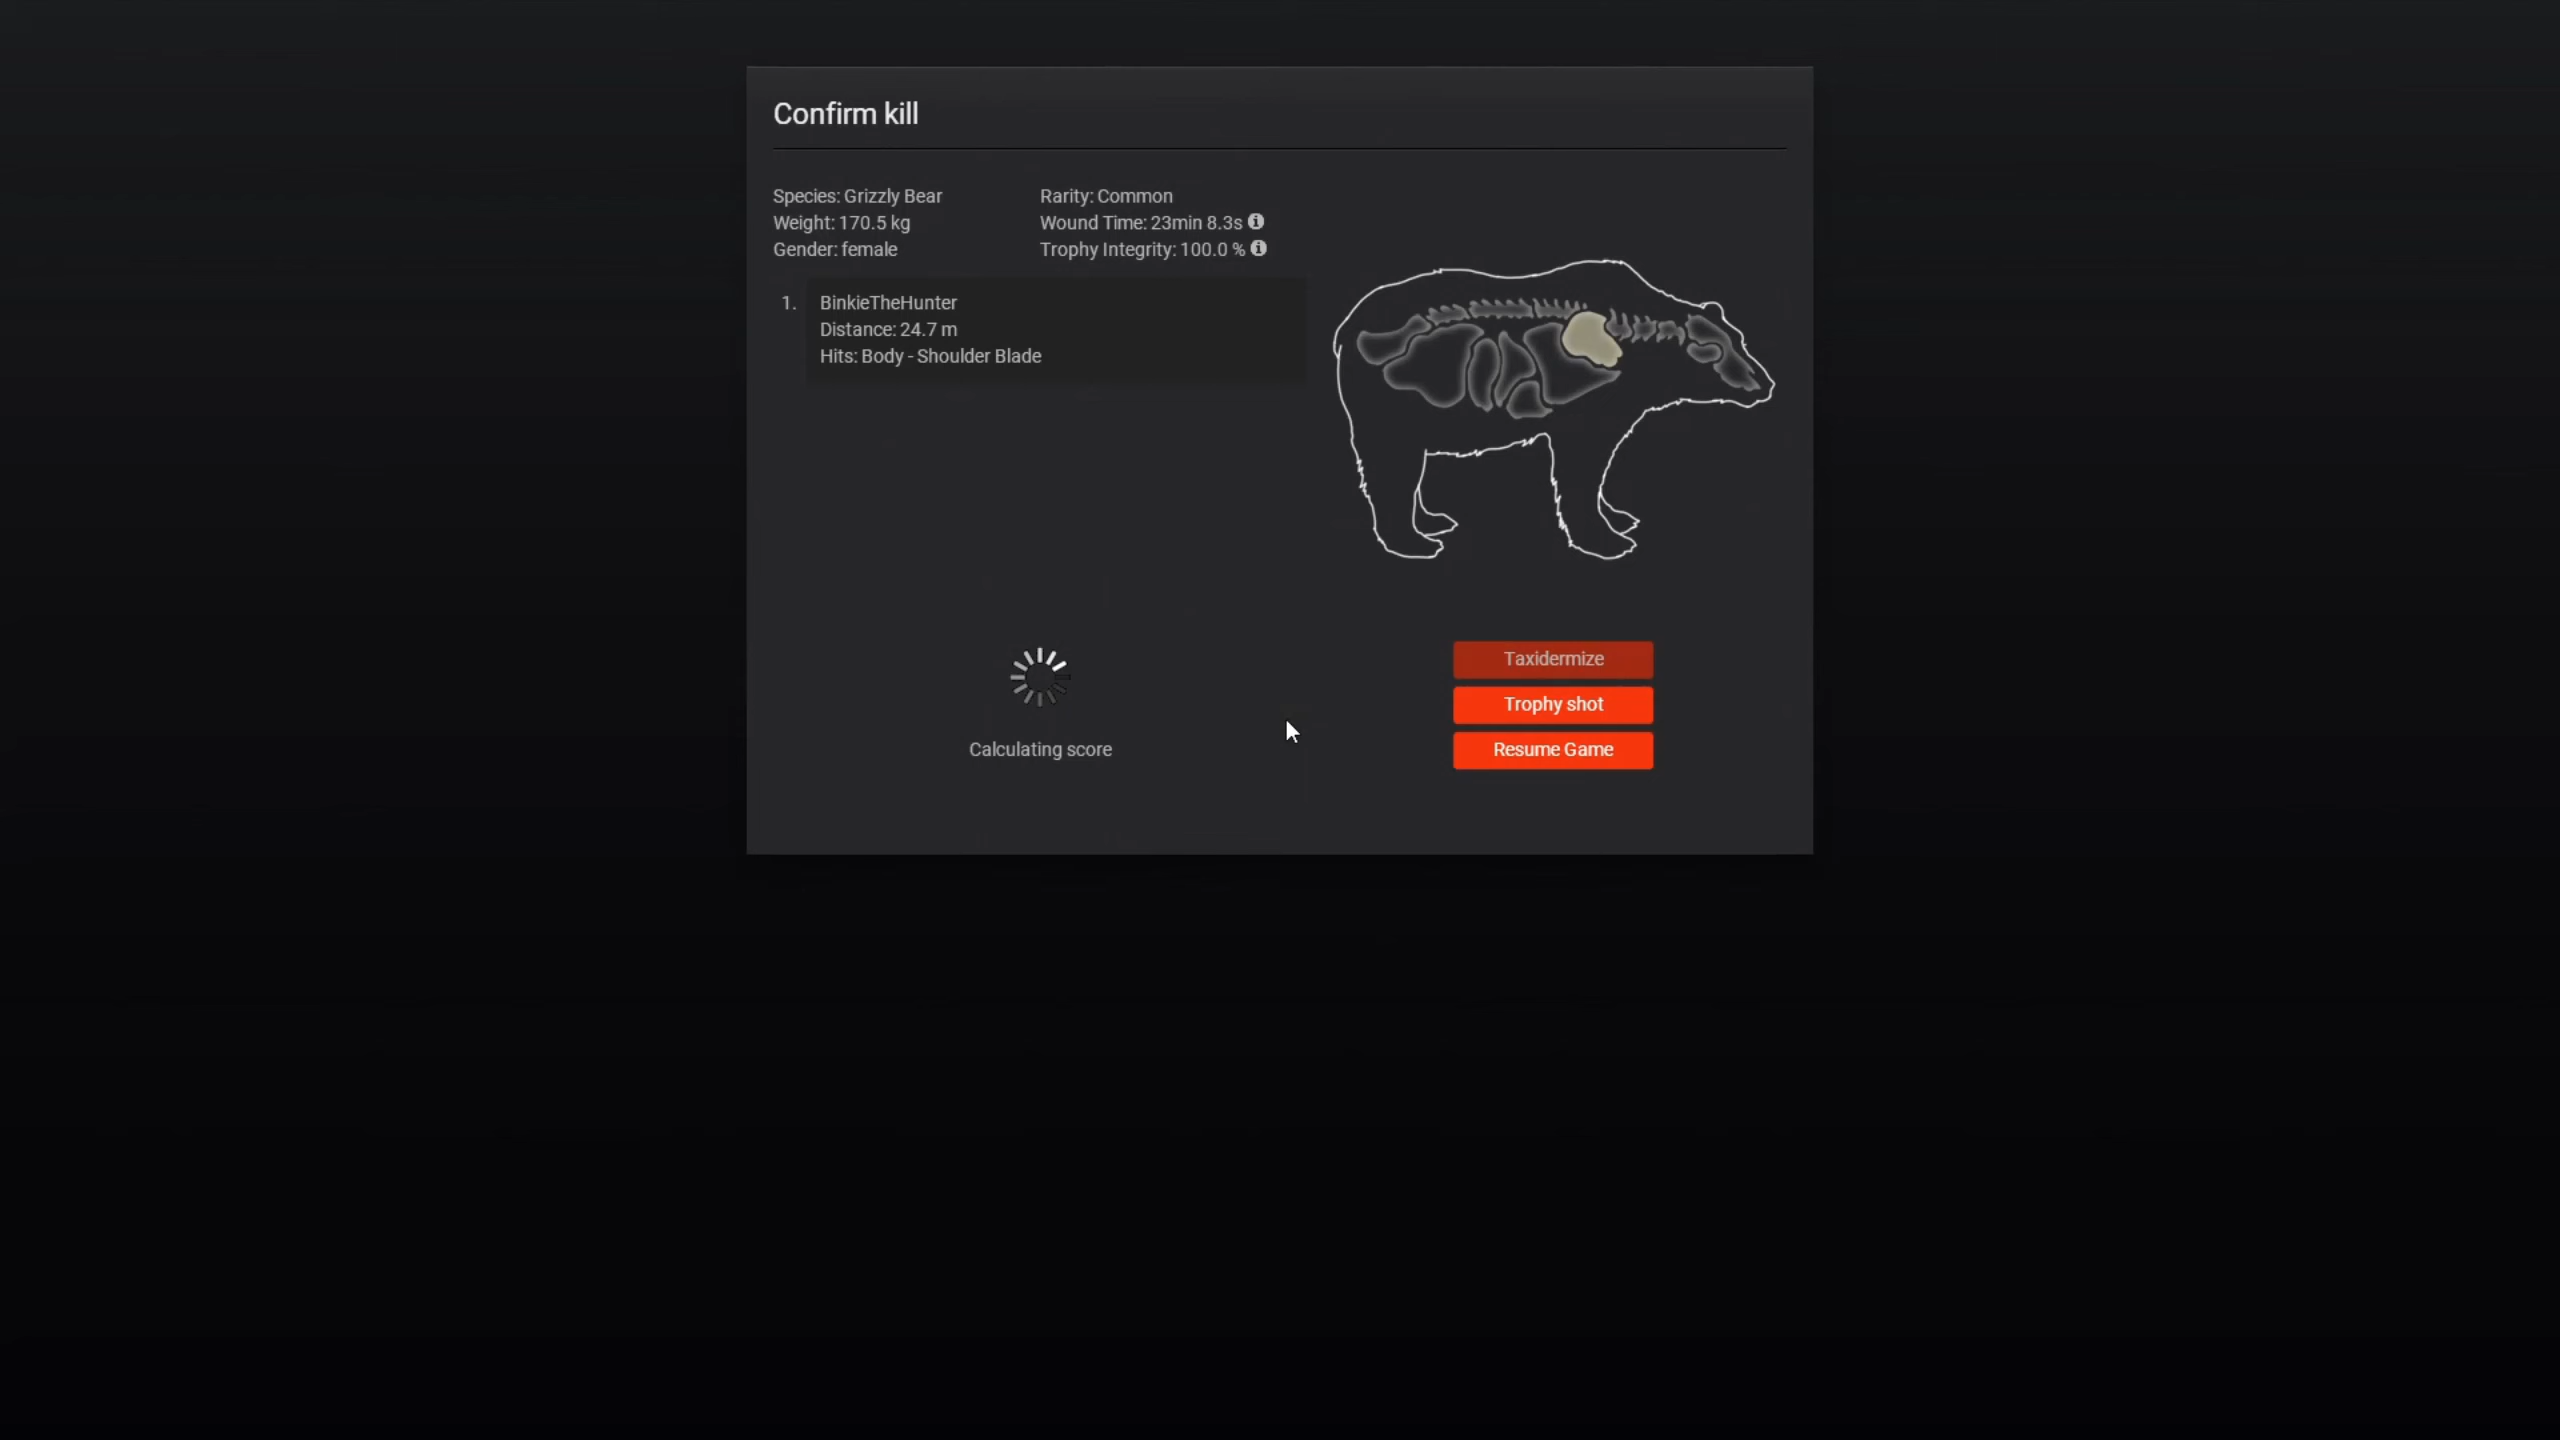 Confirm kill
Species: Grizzly Bear
Weight: 170.5 kg
Gender: female
Rarity: Common
Wound Time: 23min 8.3s
Trophy Integrity: 100.0 %
1.
BinkieTheHunter
Distance: 24.7 m
Hits: Body - Shoulder Blade
Calculating score
Taxidermize
Trophy shot
Resume Game